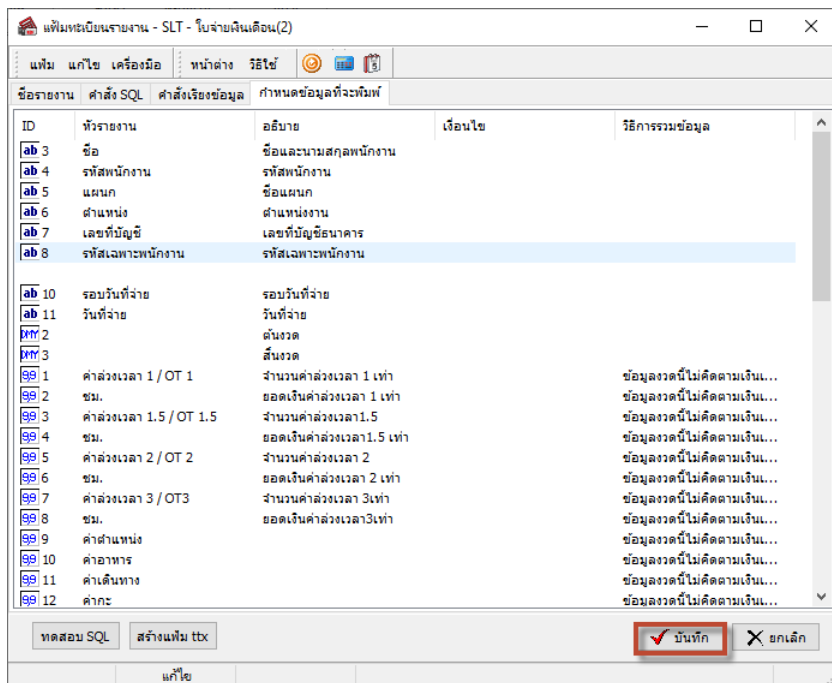 แฟ้มทะเบียนรายงาน - SLT - ใบจ่ายเงินเดือน(2)
แฟ้ม แก้ไข เครื่องมือ หน้าต่าง วิธีใช้
ชื่อรายงาน คำสั่ง SQL คำสั่งเรียงข้อมูล กำหนดข้อมูลที่จะพิมพ์
ID หัวรายงาน อธิบาย เงื่อนไข วิธีการรวมข้อมูล
ab 3 ชื่อ ชื่อและนามสกุลพนักงาน
ab 4 รหัสพนักงาน รหัสพนักงาน
ab 5 แผนก ชื่อแผนก
ab 6 ตำแหน่ง ตำแหน่งงาน
ab 7 เลขที่บัญชี เลขที่บัญชีธนาคาร
ab 8 รหัสเฉพาะพนักงาน รหัสเฉพาะพนักงาน
ab 10 รอบวันที่จ่าย รอบวันที่จ่าย
ab 11 วันที่จ่าย วันที่จ่าย
DMY 2 ต้นงวด
DMY 3 สิ้นงวด
9,9 1 ค่าล่วงเวลา 1 / OT 1 จำนวนค่าล่วงเวลา 1 เท่า ข้อมูลงวดนี้ไม่คิดตามเงินเ...
9,9 2 ชม. ยอดเงินค่าล่วงเวลา 1 เท่า ข้อมูลงวดนี้ไม่คิดตามเงินเ...
9,9 3 ค่าล่วงเวลา 1.5 / OT 1.5 จำนวนค่าล่วงเวลา1.5 ข้อมูลงวดนี้ไม่คิดตามเงินเ...
9,9 4 ชม. ยอดเงินค่าล่วงเวลา1.5 เท่า ข้อมูลงวดนี้ไม่คิดตามเงินเ...
9,9 5 ค่าล่วงเวลา 2 / OT 2 จำนวนค่าล่วงเวลา 2 ข้อมูลงวดนี้ไม่คิดตามเงินเ...
9,9 6 ชม. ยอดเงินค่าล่วงเวลา 2 เท่า ข้อมูลงวดนี้ไม่คิดตามเงินเ...
9,9 7 ค่าล่วงเวลา 3 / OT3 จำนวนค่าล่วงเวลา 3เท่า ข้อมูลงวดนี้ไม่คิดตามเงินเ...
9,9 8 ชม. ยอดเงินค่าล่วงเวลา3เท่า ข้อมูลงวดนี้ไม่คิดตามเงินเ...
9,9 9 ค่าตำแหน่ง ข้อมูลงวดนี้ไม่คิดตามเงินเ...
9,9 10 ค่าอาหาร ข้อมูลงวดนี้ไม่คิดตามเงินเ...
9,9 11 ค่าเดินทาง ข้อมูลงวดนี้ไม่คิดตามเงินเ...
9,9 12 ค่ากะ ข้อมูลงวดนี้ไม่คิดตามเงินเ...
ทดสอบ SQL สร้างแฟ้ม ttx บันทึก ยกเลิก
แก้ไข